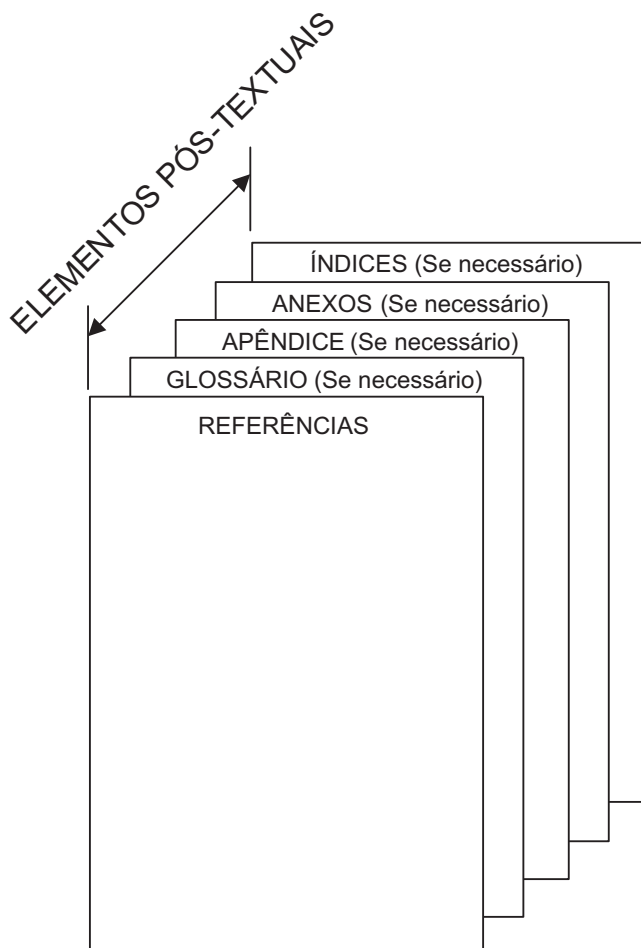 ELEMENTOS PÓS-TEXTUAIS
ÍNDICES (Se necessário)
ANEXOS (Se necessário)
APÊNDICE (Se necessário)
GLOSSÁRIO (Se necessário)
REFERÊNCIAS